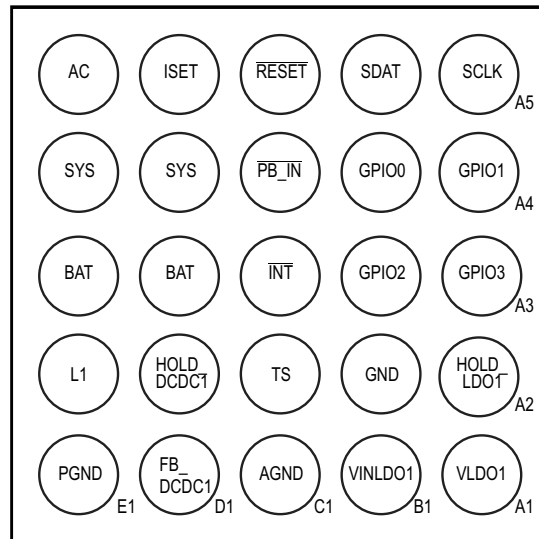 AC ISET RESET SDAT SCLK
A5
SYS SYS PB_IN GPIO0 GPIO1
A4
BAT BAT INT GPIO2 GPIO3
A3
L1 HOLD_ DCDC1 TS GND HOLD_ LDO1
A2
PGND FB_ DCDC1 AGND VINLDO1 VLDO1
E1 D1 C1 B1 A1